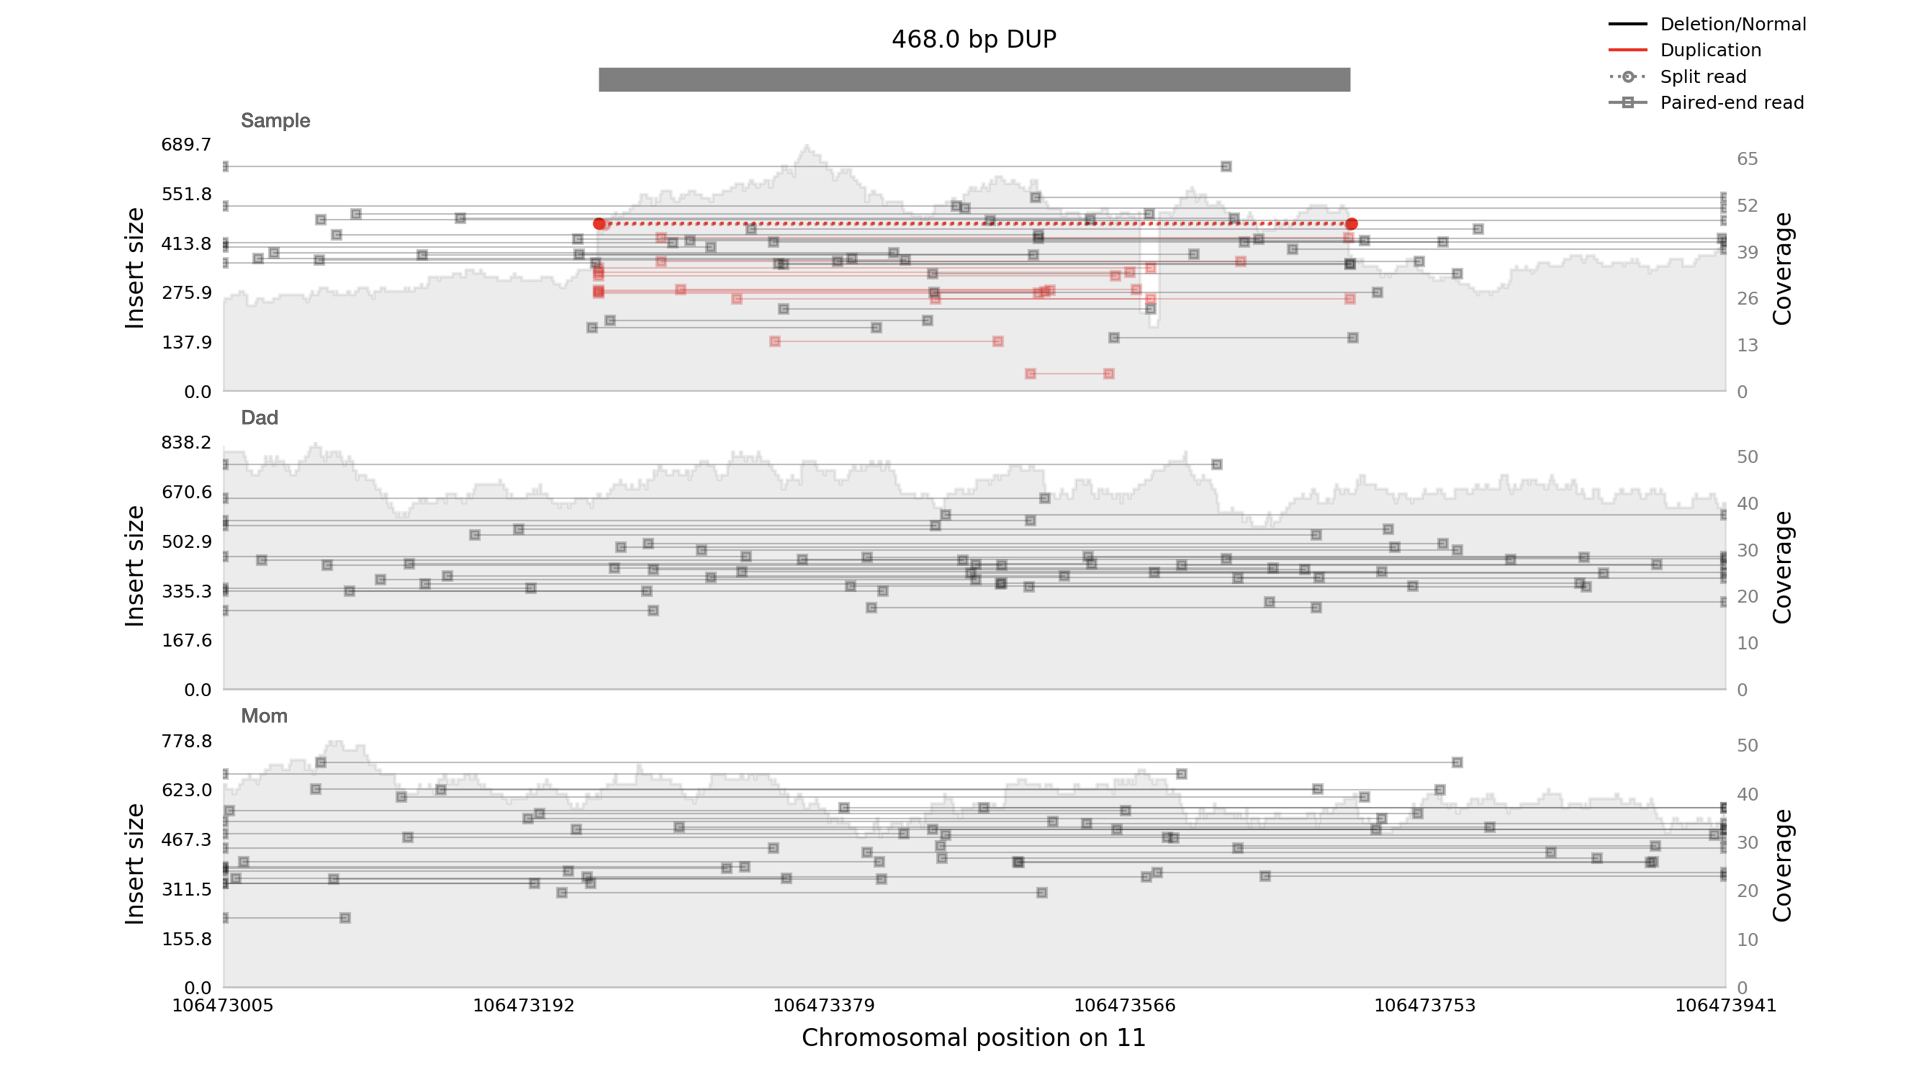 468.0 bp DUP
Deletion/Normal
Duplication
Split read
Paired-end read
Sample
689.7
551.8
413.8
275.9
137.9
0.0
Insert size
65
52
39
26
13
0
Coverage
Dad
838.2
670.6
502.9
335.3
167.6
0.0
Insert size
50
40
30
20
10
0
Coverage
Mom
778.8
623.0
467.3
311.5
155.8
0.0
Insert size
50
40
30
20
10
0
Coverage
106473005 106473192 106473379 106473566 106473753 106473941
Chromosomal position on 11